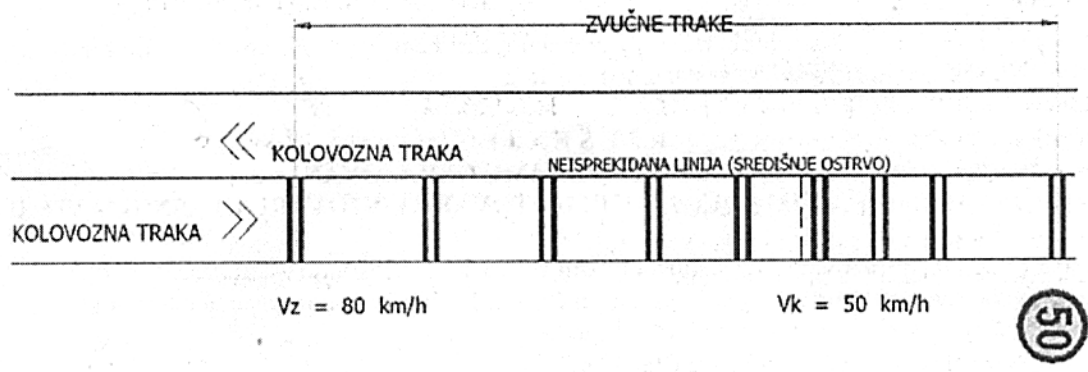 ZVUČNE TRAKE
KOLOVOZNA TRAKA
NEISPREKIDANA LINIJA (SREDIŠNJE OSTRVO)
KOLOVOZNA TRAKA
Vz = 80 km/h
Vk = 50 km/h
50